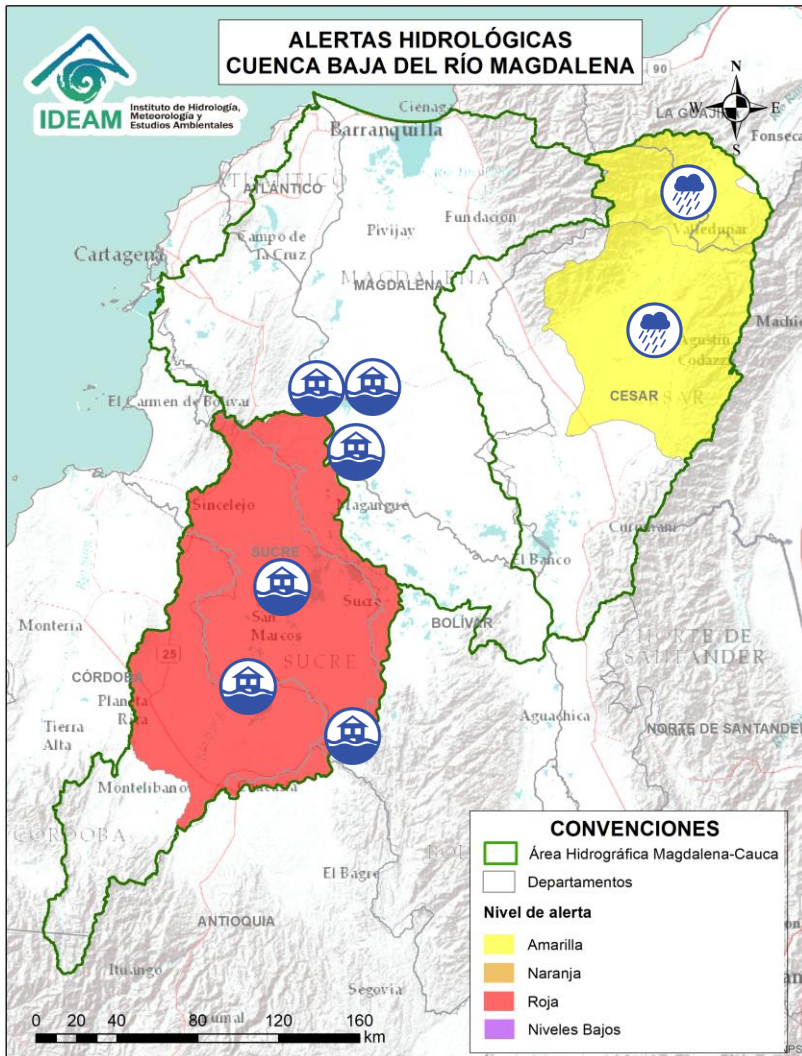 ALERTAS HIDROLÓGICAS
CUENCA BAJA DEL RÍO MAGDALENA
IDEAM
Instituto de Hidrología,
Meteorología y
Estudios Ambientales
N
W
E
S
90
LA GUAJIRA
Fonseca
Ciénaga
Barranquilla
ATLÁNTICO
Cartagena
Campo de
la Cruz
Pivijay
Fundación
Valledupar
MAGDALENA
MAGDALENA
Agustín
Codazzi
CESAR
El Carmen de Bolívar
Sincelejo
Magangue
SUCRE
Curumaní
El Banco
Sucre
San
Marcos
BOLÍVAR
Montería
25
SUCRE
NORTE DE
SANTANDER
CÓRDOBA
Planeta
Rica
Tierra
Alta
Aguachica
NORTE DE SANTANDER
Montelibano
CÓRDOBA
El Bagre
ANTIOQUIA
Ituango
Segovia
0 20 40 80 120 160
km
CONVENCIONES
Área Hidrográfica Magdalena-Cauca
Departamentos
Nivel de alerta
Amarilla
Naranja
Roja
Niveles Bajos